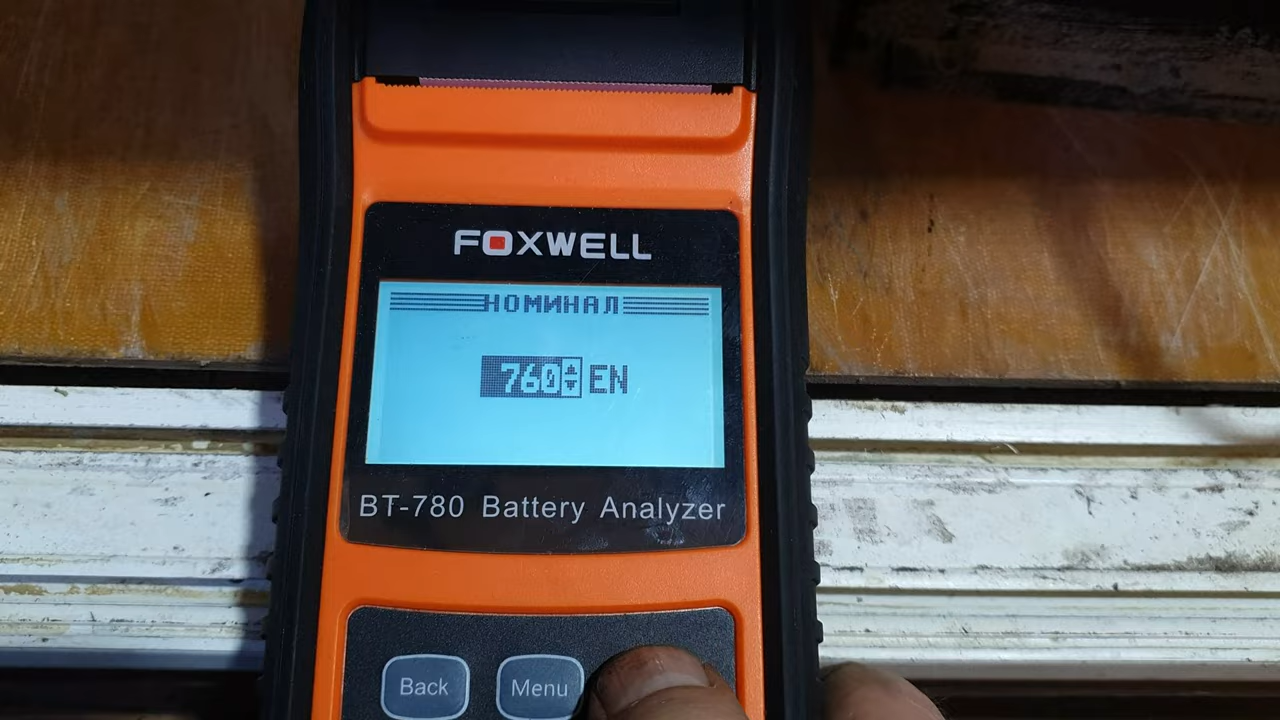 FOXWELL
НОМИНАЛ
760 EN
BT-780 Battery Analyzer
Back Menu